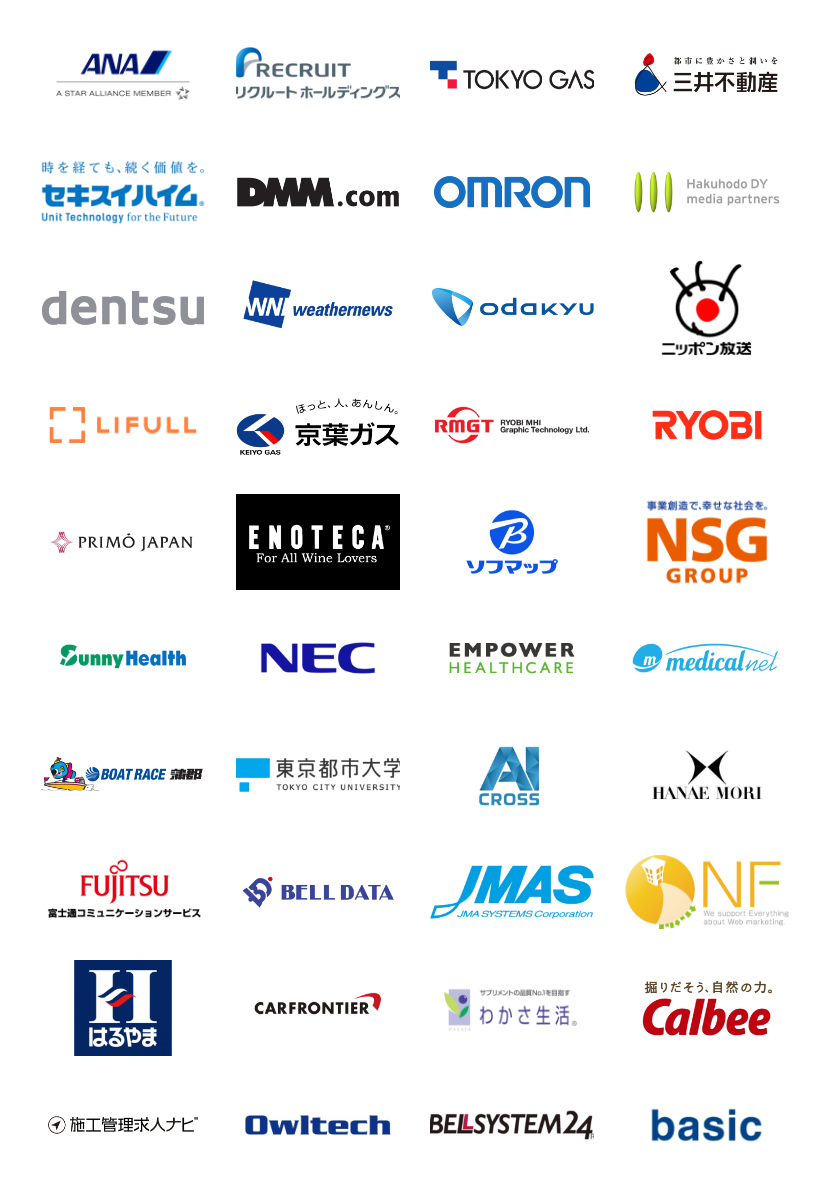 ANA
A STAR ALLIANCE MEMBER
RECRUIT
リクルート ホールディングス
TOKYO GAS
都市に豊かさと潤いを
三井不動産
時を経ても、続く価値を。
セキスイハイム®
Unit Technology for the Future
DMM.com
OMRON
Hakuhodo DY
media partners
dentsu
WNI weathernews
odakyu
ニッポン放送
LIFULL
ほっと、人、あんしん。
京葉ガス
KEIYO GAS
RMGT
RYOBI MHI
Graphic Technology Ltd.
RYOBI
PRIMO JAPAN
ENOTECA®
For All Wine Lovers
ソフマップ
事業創造で、幸せな社会を。
NSG
GROUP
SunnyHealth
NEC
EMPOWER
HEALTHCARE
m medicalnet
BOAT RACE 蒲郡
東京都市大学
TOKYO CITY UNIVERSITY
AI
CROSS
HANAE MORI
FUJITSU
富士通コミュニケーションサービス
BELL DATA
JMAS
JMA SYSTEMS Corporation
NF
We support Everything
about Web marketing.
H
はるやま
CARFRONTIER
サプリメントの品質No.1を目指す
わかさ生活®
WAKASA
掘りだそう、自然の力。
Calbee
施工管理求人ナビ
Owltech
BELLSYSTEM24
basic